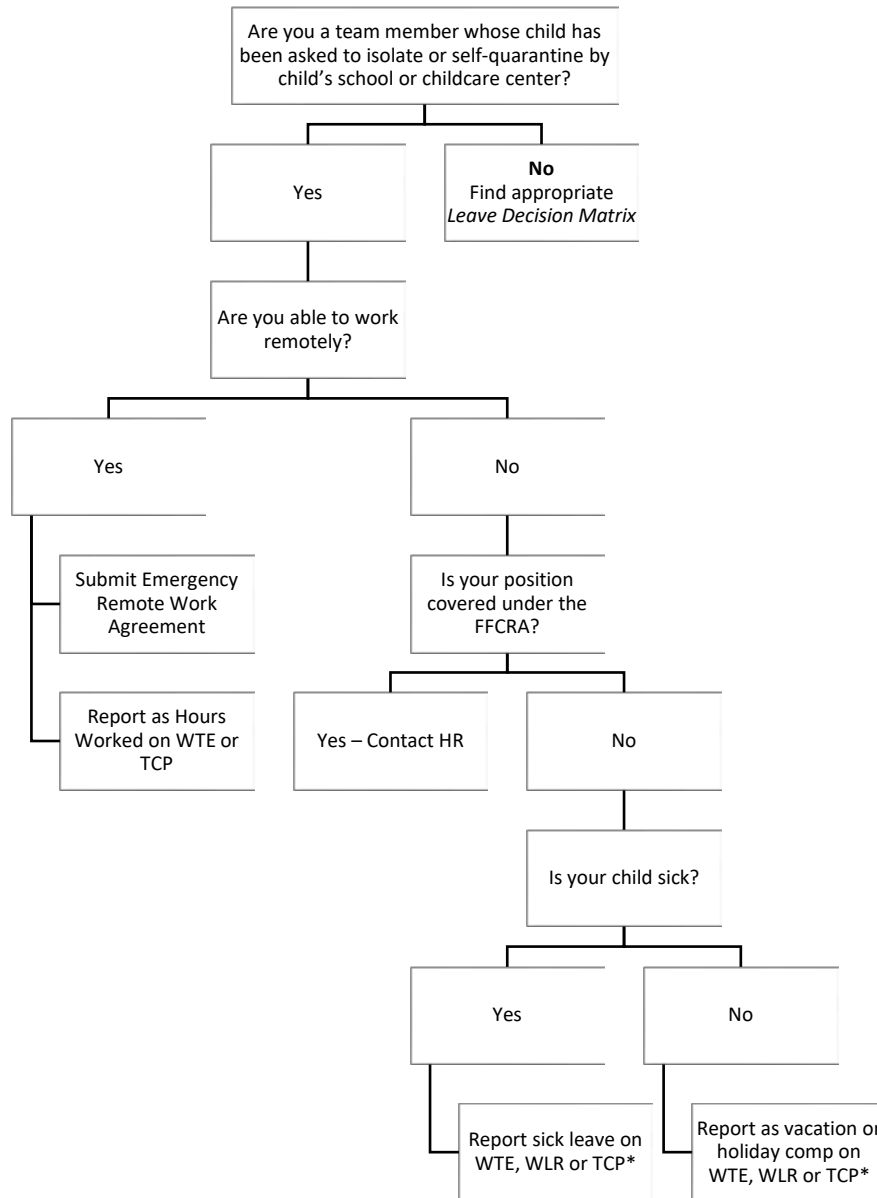 Are you a team member whose child has
been asked to isolate or self-quarantine by
child’s school or childcare center?
Yes
No
Find appropriate
Leave Decision Matrix
Are you able to work
remotely?
Yes
No
Submit Emergency
Remote Work
Agreement
Is your position
covered under the
FFCRA?
Report as Hours
Worked on WTE or
TCP
Yes – Contact HR
No
Is your child sick?
Yes
No
Report sick leave on
WTE, WLR or TCP*
Report as vacation or
holiday comp on
WTE, WLR or TCP*